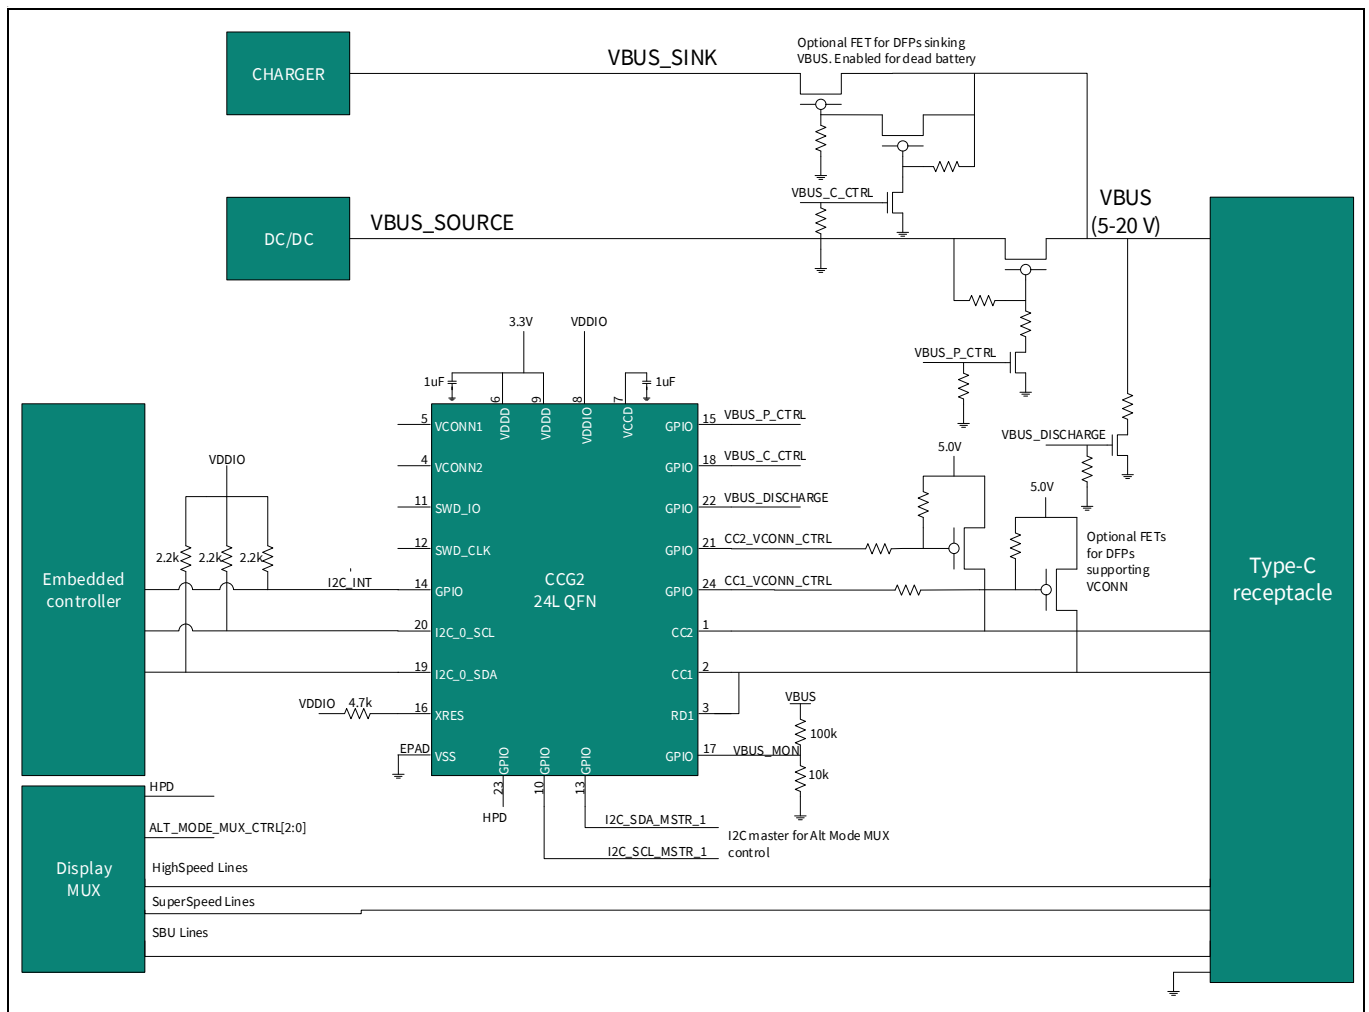 CHARGER
VBUS_SINK
Optional FET for DFPs sinking
VBUS. Enabled for dead battery
VBUS_C_CTRL
DC/DC
VBUS_SOURCE
VBUS
(5-20 V)
3.3V
VDDIO
VBUS_P_CTRL
1uF
1uF
6
9
8
7
VDDD
VDDD
VDDIO
VCCD
5
VCONN1
GPIO
15
VBUS_P_CTRL
VBUS_DISCHARGE
5.0V
4
VCONN2
GPIO
18
VBUS_C_CTRL
VDDIO
5.0V
11
SWD_IO
GPIO
22
VBUS_DISCHARGE
12
SWD_CLK
GPIO
21
CC2_VCONN_CTRL
Optional FETs
for DFPs
supporting
VCONN
2.2k
2.2k
2.2k
Embedded
controller
I2C_INT
14
GPIO
CCG2
24L QFN
GPIO
24
CC1_VCONN_CTRL
Type-C
receptacle
20
I2C_0_SCL
CC2
1
19
I2C_0_SDA
CC1
2
VDDIO
4.7k
16
XRES
RD1
3
VBUS
100k
EPAD
VSS
GPIO
17
VBUS_MON
10k
GPIO
GPIO
GPIO
23
10
13
HPD
HPD
I2C_SDA_MSTR_1
I2C_SCL_MSTR_1
I2C master for Alt Mode MUX
control
ALT_MODE_MUX_CTRL[2:0]
Display
MUX
HighSpeed Lines
SuperSpeed Lines
SBU Lines